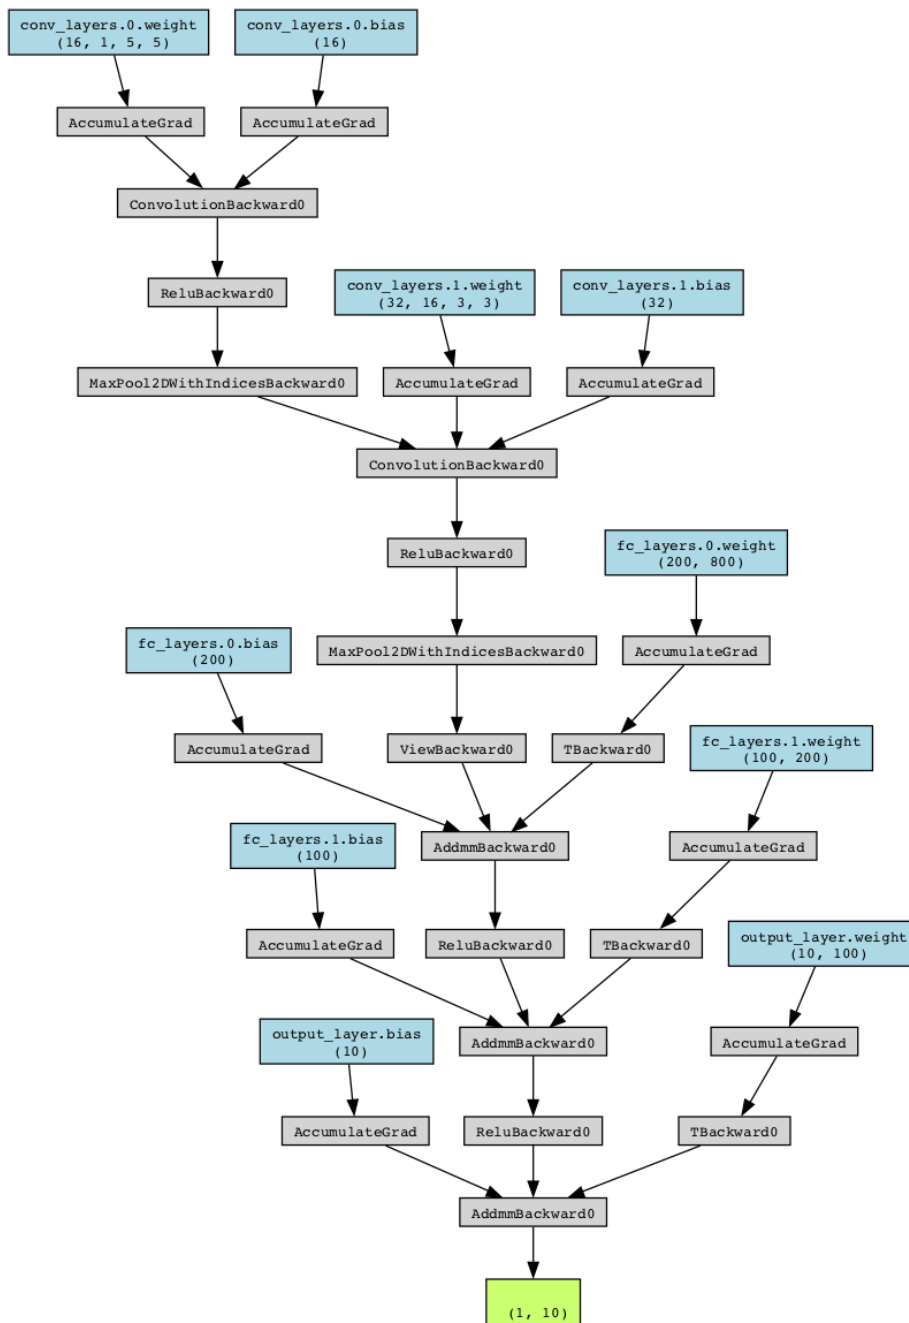 conv_layers.0.weight
(16, 1, 5, 5)
conv_layers.0.bias
(16)
AccumulateGrad
AccumulateGrad
ConvolutionBackward0
ReluBackward0
conv_layers.1.weight
(32, 16, 3, 3)
conv_layers.1.bias
(32)
MaxPool2DWithIndicesBackward0
AccumulateGrad
AccumulateGrad
ConvolutionBackward0
ReluBackward0
fc_layers.0.weight
(200, 800)
fc_layers.0.bias
(200)
MaxPool2DWithIndicesBackward0
AccumulateGrad
AccumulateGrad
ViewBackward0
TBackward0
fc_layers.1.weight
(100, 200)
fc_layers.1.bias
(100)
AddmmBackward0
AccumulateGrad
AccumulateGrad
ReluBackward0
TBackward0
output_layer.weight
(10, 100)
output_layer.bias
(10)
AddmmBackward0
AccumulateGrad
AccumulateGrad
ReluBackward0
TBackward0
AddmmBackward0
(1, 10)